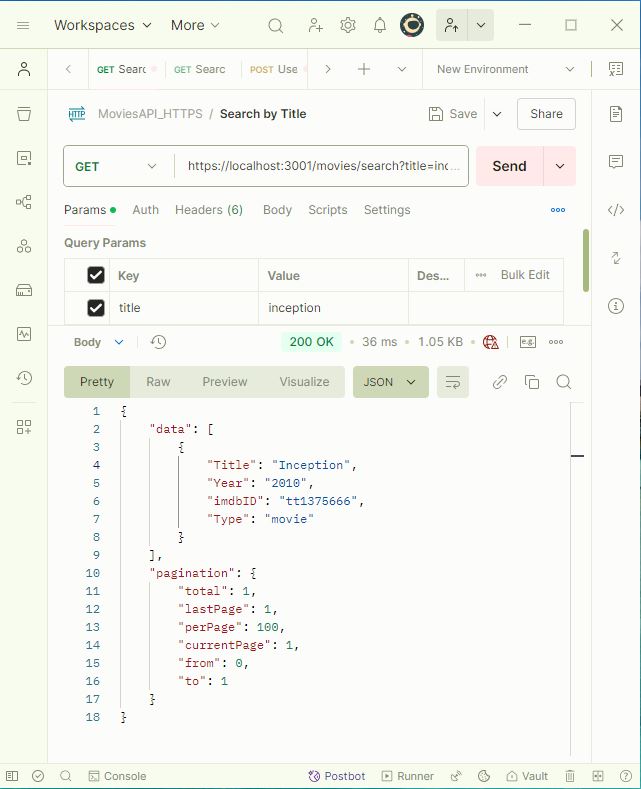 Workspaces More
GET Searc GET Searc POST Use New Environment
HTTP MoviesAPI_HTTPS / Search by Title Save Share
GET https://localhost:3001/movies/search?title=inc... Send
Params Auth Headers (6) Body Scripts Settings
Query Params
Key Value Des... Bulk Edit
title inception
Body 200 OK • 36 ms • 1.05 KB • e.g.
Pretty Raw Preview Visualize JSON
1 {
2 "data": [
3 {
4 "Title": "Inception",
5 "Year": "2010",
6 "imdbID": "tt1375666",
7 "Type": "movie"
8 }
9 ],
10 "pagination": {
11 "total": 1,
12 "lastPage": 1,
13 "perPage": 100,
14 "currentPage": 1,
15 "from": 0,
16 "to": 1
17 }
18 }
Console Postbot Runner Vault